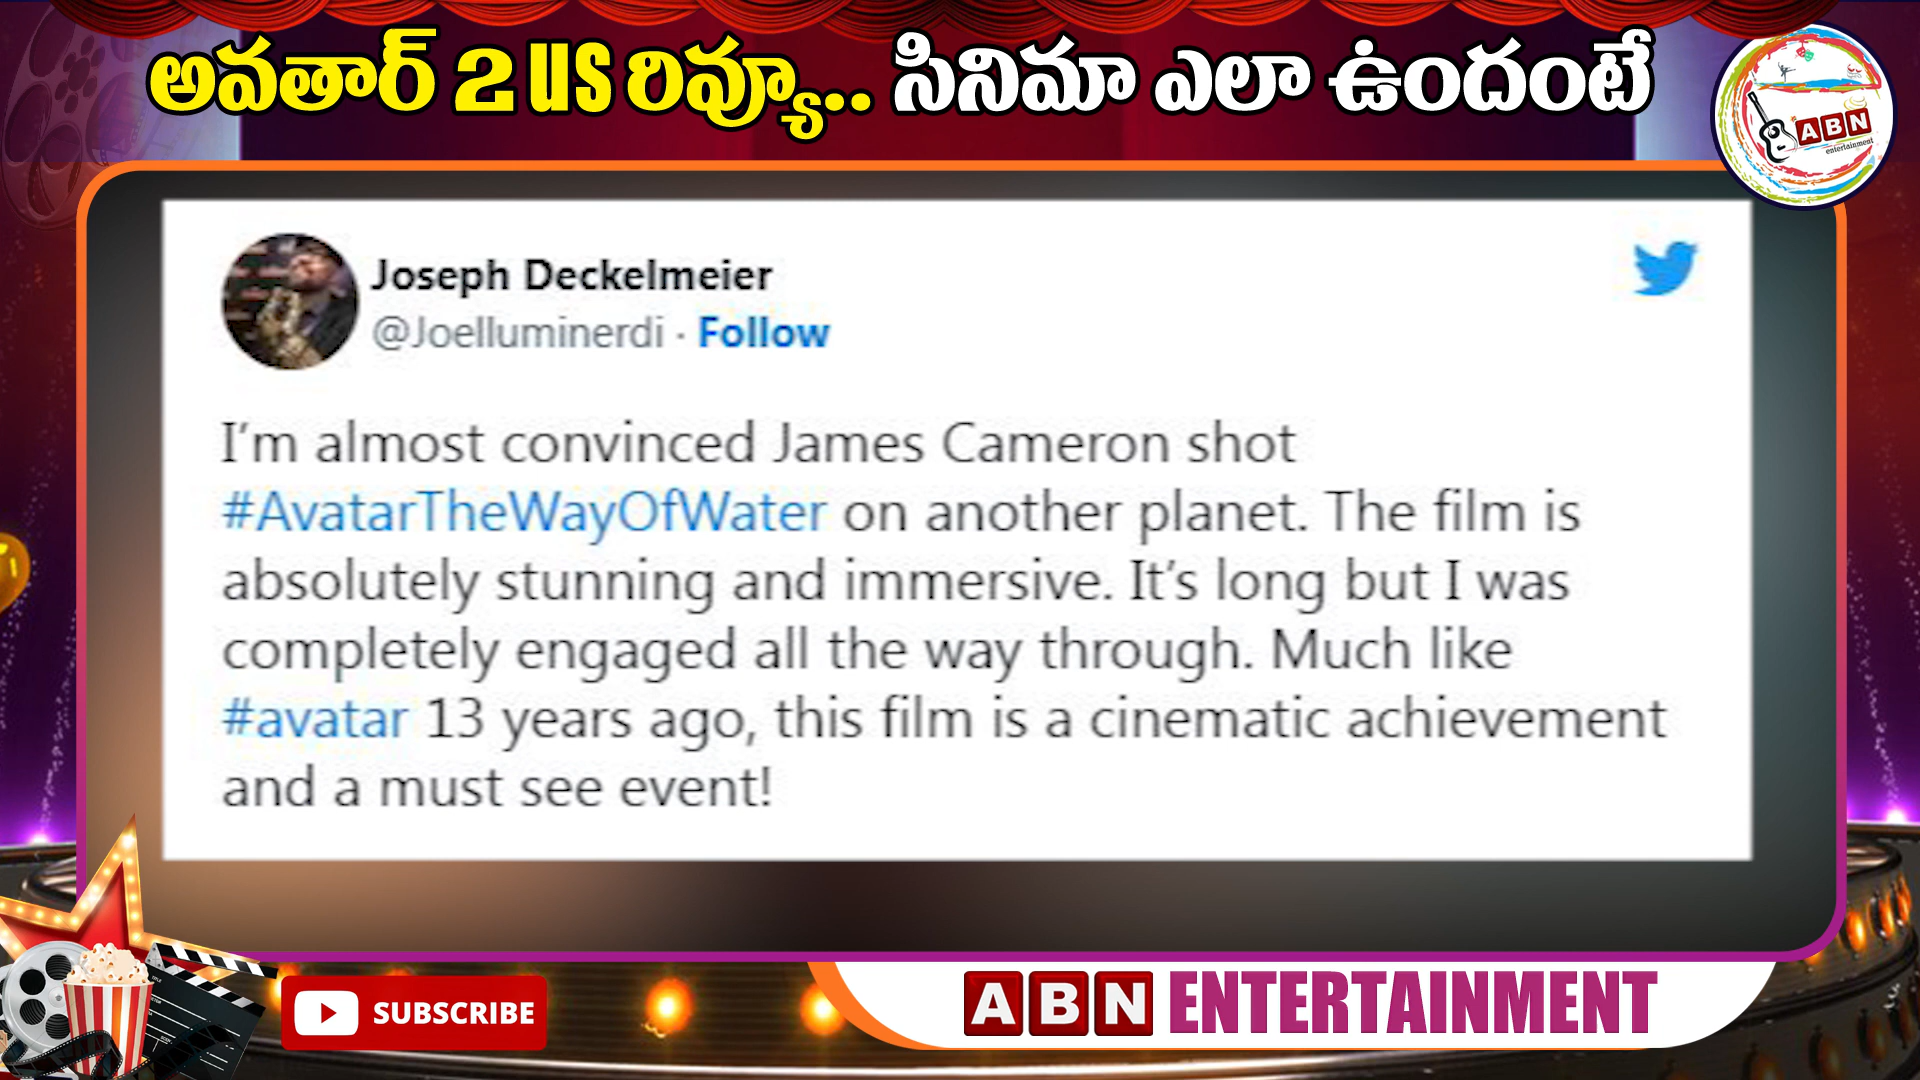 అవతార్ 2 US రివ్యూ.. సినిమా ఎలా ఉందంటే
ABN
entertainment
Joseph Deckelmeier
@Joelluminerdi · Follow
I'm almost convinced James Cameron shot
#AvatarTheWayOfWater on another planet. The film is
absolutely stunning and immersive. It's long but I was
completely engaged all the way through. Much like
#avatar 13 years ago, this film is a cinematic achievement
and a must see event!
SUBSCRIBE
ABN ENTERTAINMENT